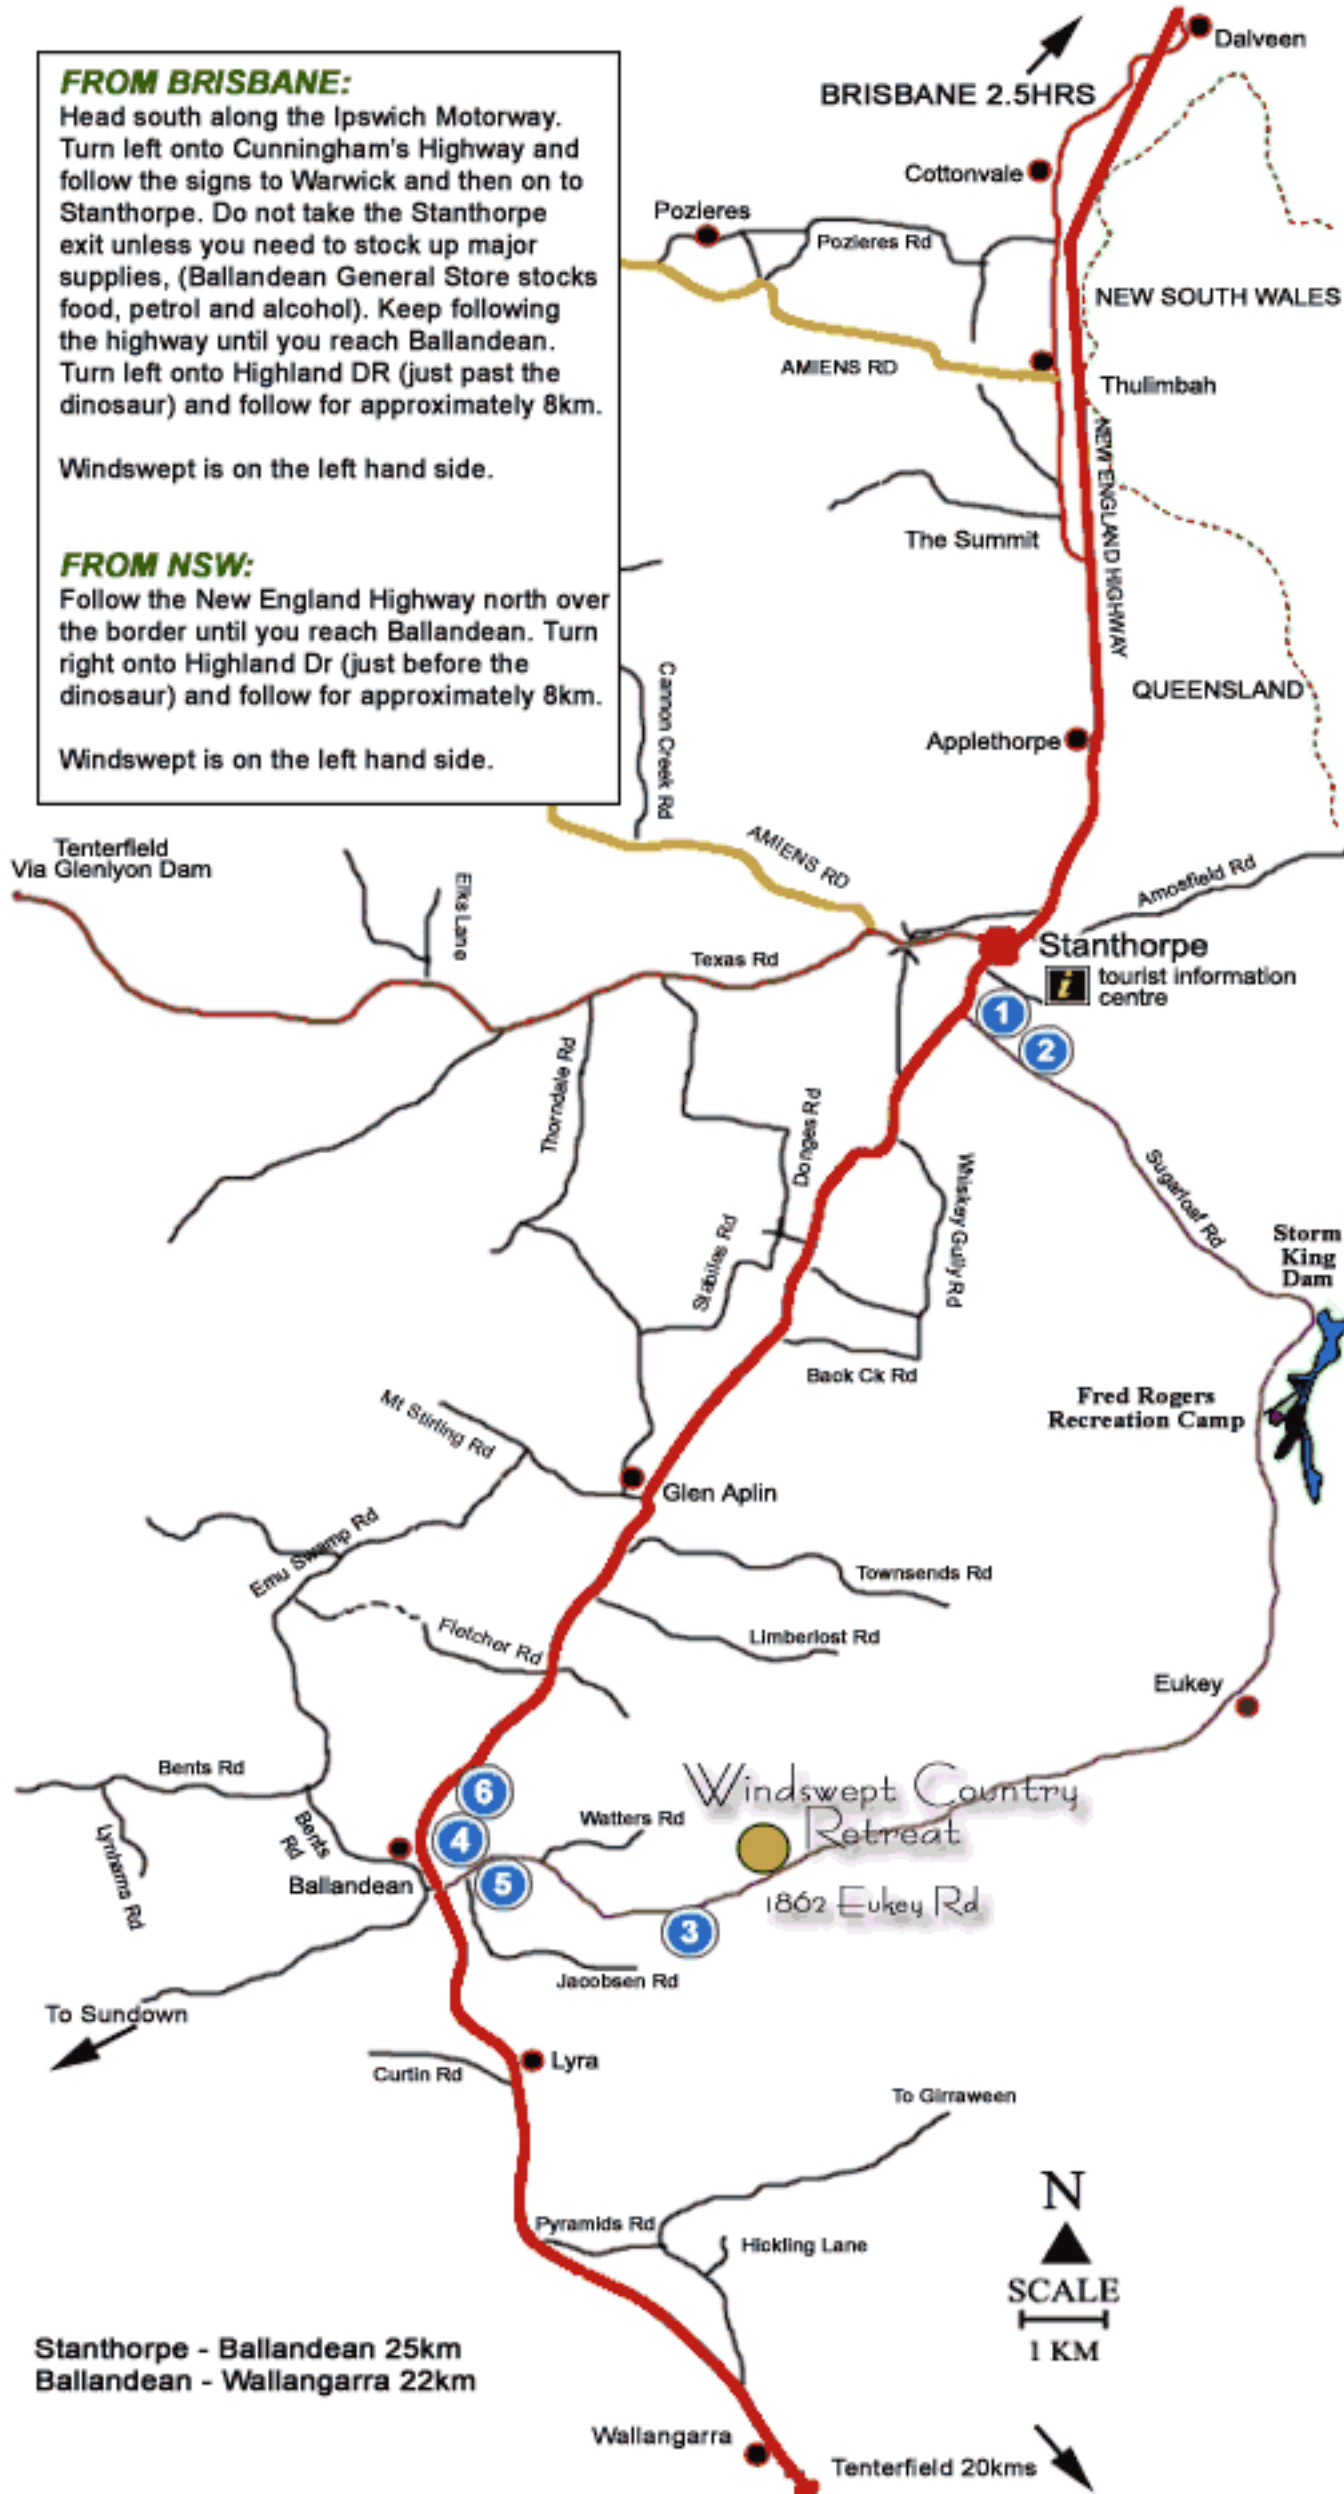 FROM BRISBANE:
Head south along the Ipswich Motorway.
Turn left onto Cunningham's Highway and
follow the signs to Warwick and then on to
Stanthorpe. Do not take the Stanthorpe
exit unless you need to stock up major
supplies, (Ballandean General Store stocks
food, petrol and alcohol). Keep following
the highway until you reach Ballandean.
Turn left onto Highland DR (just past the
dinosaur) and follow for approximately 8km.
Windswept is on the left hand side.
FROM NSW:
Follow the New England Highway north over
the border until you reach Ballandean. Turn
right onto Highland Dr (just before the
dinosaur) and follow for approximately 8km.
Windswept is on the left hand side.
Dalveen
BRISBANE 2.5HRS
Cottonvale
Pozieres
Pozieres Rd
NEW SOUTH WALES
AMIENS RD
Thulimbah
NEW ENGLAND HIGHWAY
The Summit
QUEENSLAND
Cannon Creek Rd
Applethorpe
Tenterfield
Via Glenlyon Dam
AMIENS RD
Amosfield Rd
Elks Lane
Texas Rd
Stanthorpe
i
tourist information
centre
1
2
Thorndale Rd
Donges Rd
Whiskey Gully Rd
Sugarloaf Rd
Stabiles Rd
Storm
King
Dam
Back Ck Rd
Fred Rogers
Recreation Camp
Mt Stirling Rd
Glen Aplin
Emu Swamp Rd
Townsends Rd
Fletcher Rd
Limberlost Rd
Eukey
Bents Rd
6
Windswept Country
Retreat
Watters Rd
4
Bents
Rd
Lynhams Rd
Ballandean
5
1862 Eukey Rd
3
Jacobsen Rd
To Sundown
Lyra
Curtin Rd
To Girraween
N
Pyramids Rd
Hickling Lane
SCALE
1 KM
Stanthorpe - Ballandean 25km
Ballandean - Wallangarra 22km
Wallangarra
Tenterfield 20kms